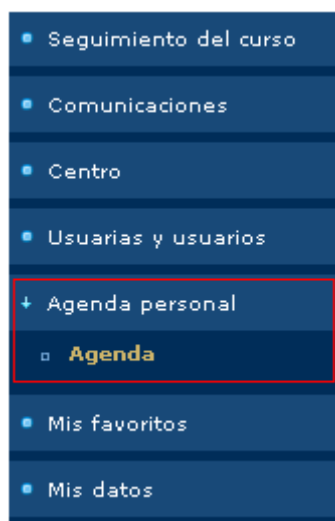 Seguimiento del curso
Comunicaciones
Centro
Usuarias y usuarios
Agenda personal
Agenda
Mis favoritos
Mis datos